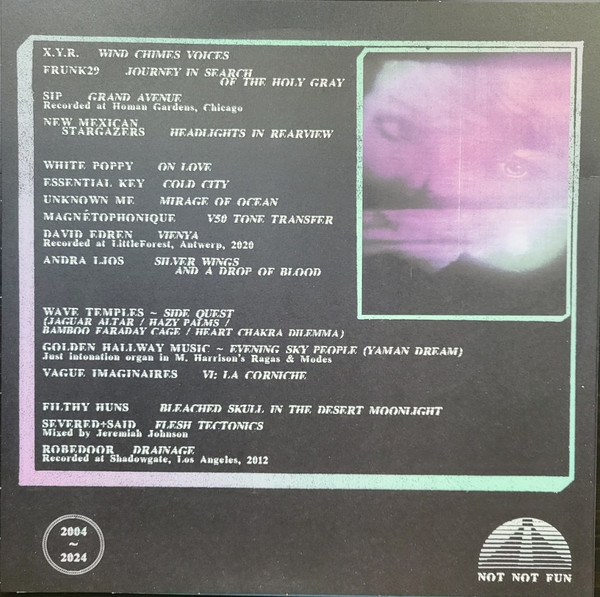 X.Y.R. WIND CHIMES VOICES
FRUNK29 JOURNEY IN SEARCH
OF THE HOLY GRAY
SIP GRAND AVENUE
Recorded at Homan Gardens, Chicago
NEW MEXICAN
STARGAZERS HEADLIGHTS IN REARVIEW
WHITE POPPY ON LOVE
ESSENTIAL KEY COLD CITY
UNKNOWN ME MIRAGE OF OCEAN
MAGNÉTOPHONIQUE V50 TONE TRANSFER
DAVID EDREN VIENYA
Recorded at LittleForest, Antwerp, 2020
ANDRA LJOS SILVER WINGS
AND A DROP OF BLOOD
WAVE TEMPLES ~ SIDE QUEST
(JAGUAR ALTAR / HAZY PALMS /
BAMBOO FARADAY CAGE / HEART CHAKRA DILEMMA)
GOLDEN HALLWAY MUSIC ~ EVENING SKY PEOPLE (YAMAN DREAM)
Just intonation organ in M. Harrison's Ragas & Modes
VAGUE IMAGINAIRES VI: LA CORNICHE
FILTHY HUNS BLEACHED SKULL IN THE DESERT MOONLIGHT
SEVERED+SAID FLESH TECTONICS
Mixed by Jeremiah Johnson
ROBEDOOR DRAINAGE
Recorded at Shadowgate, Los Angeles, 2012
2004
~
2024
NOT NOT FUN